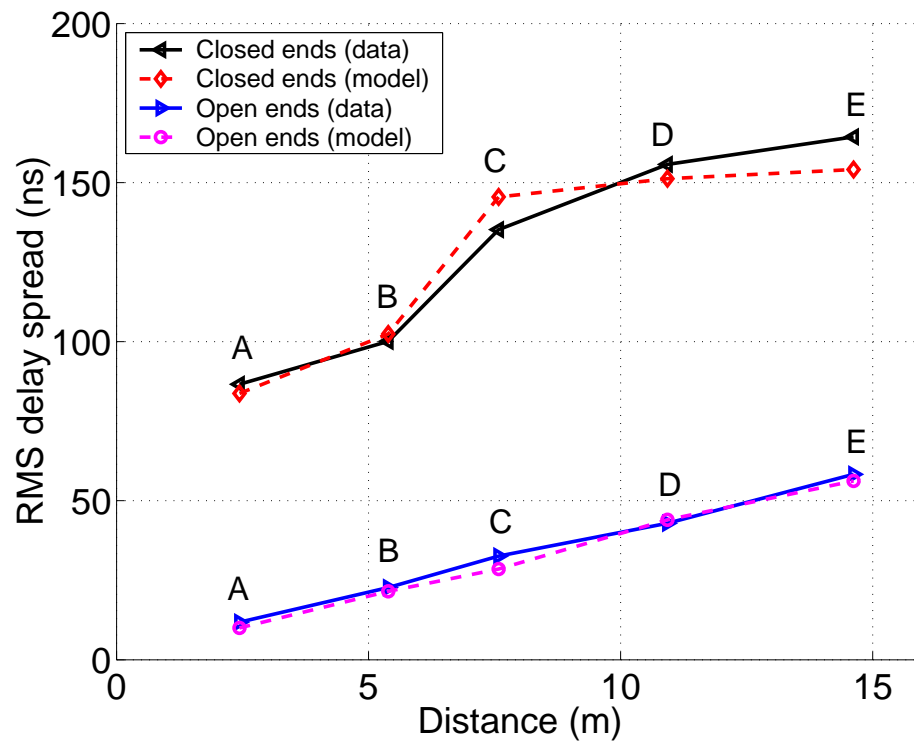 200
150
100
50
0
RMS delay spread (ns)
Closed ends (data)
Closed ends (model)
Open ends (data)
Open ends (model)
A
B
C
D
E
A
B
C
D
E
0
5
10
15
Distance (m)